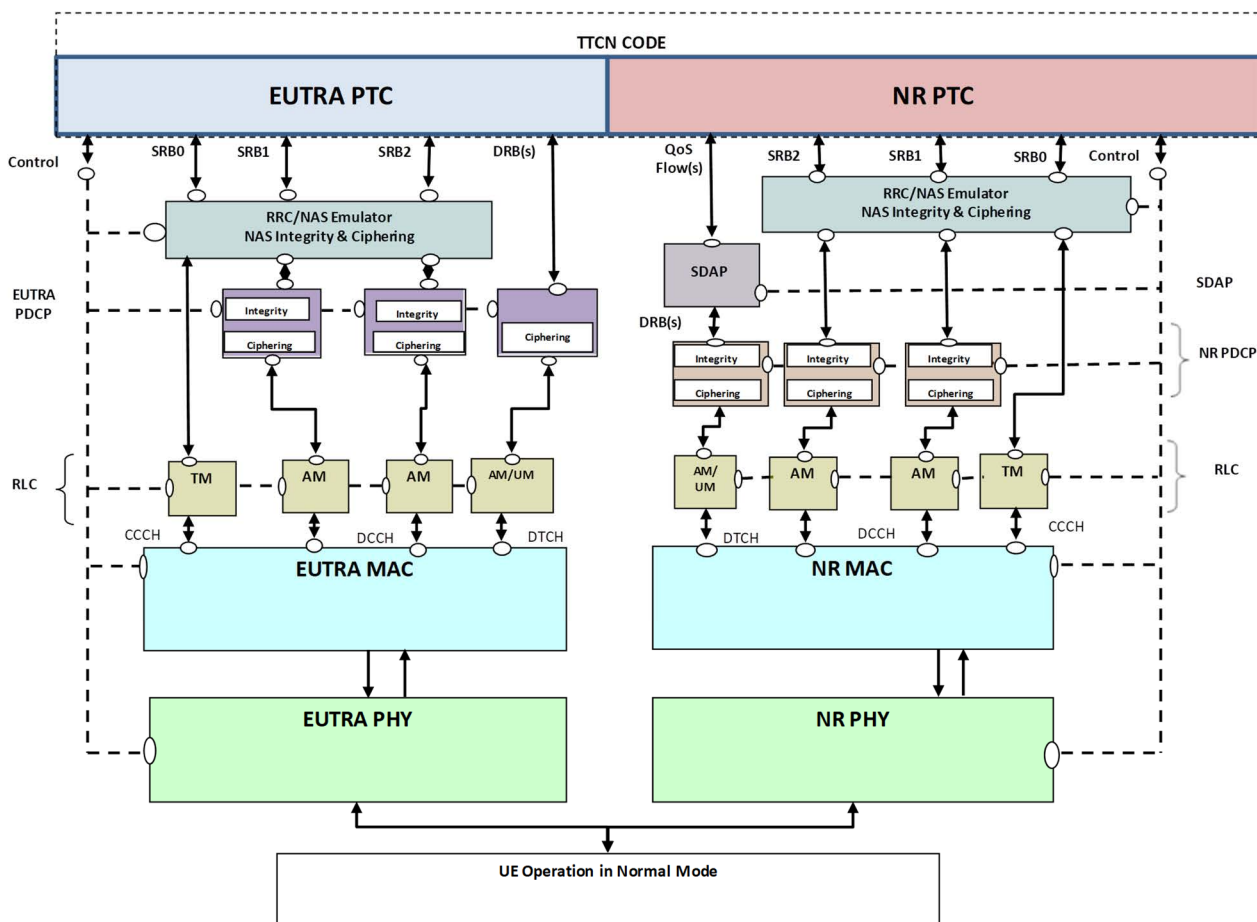 TTCN CODE
EUTRA PTC
NR PTC
Control
SRB0
SRB1
SRB2
DRB(s)
QoS
Flow(s)
SRB2
SRB1
SRB0
Control
RRC/NAS Emulator
NAS Integrity & Ciphering
RRC/NAS Emulator
NAS Integrity & Ciphering
SDAP
SDAP
EUTRA
PDCP
Integrity
Ciphering
Integrity
Ciphering
Ciphering
DRB(s)
Integrity
Ciphering
Integrity
Ciphering
Integrity
Ciphering
NR PDCP
RLC
TM
AM
AM
AM/UM
AM/
UM
AM
AM
TM
RLC
CCCH
DCCH
DTCH
DTCH
DCCH
CCCH
EUTRA MAC
NR MAC
EUTRA PHY
NR PHY
UE Operation in Normal Mode